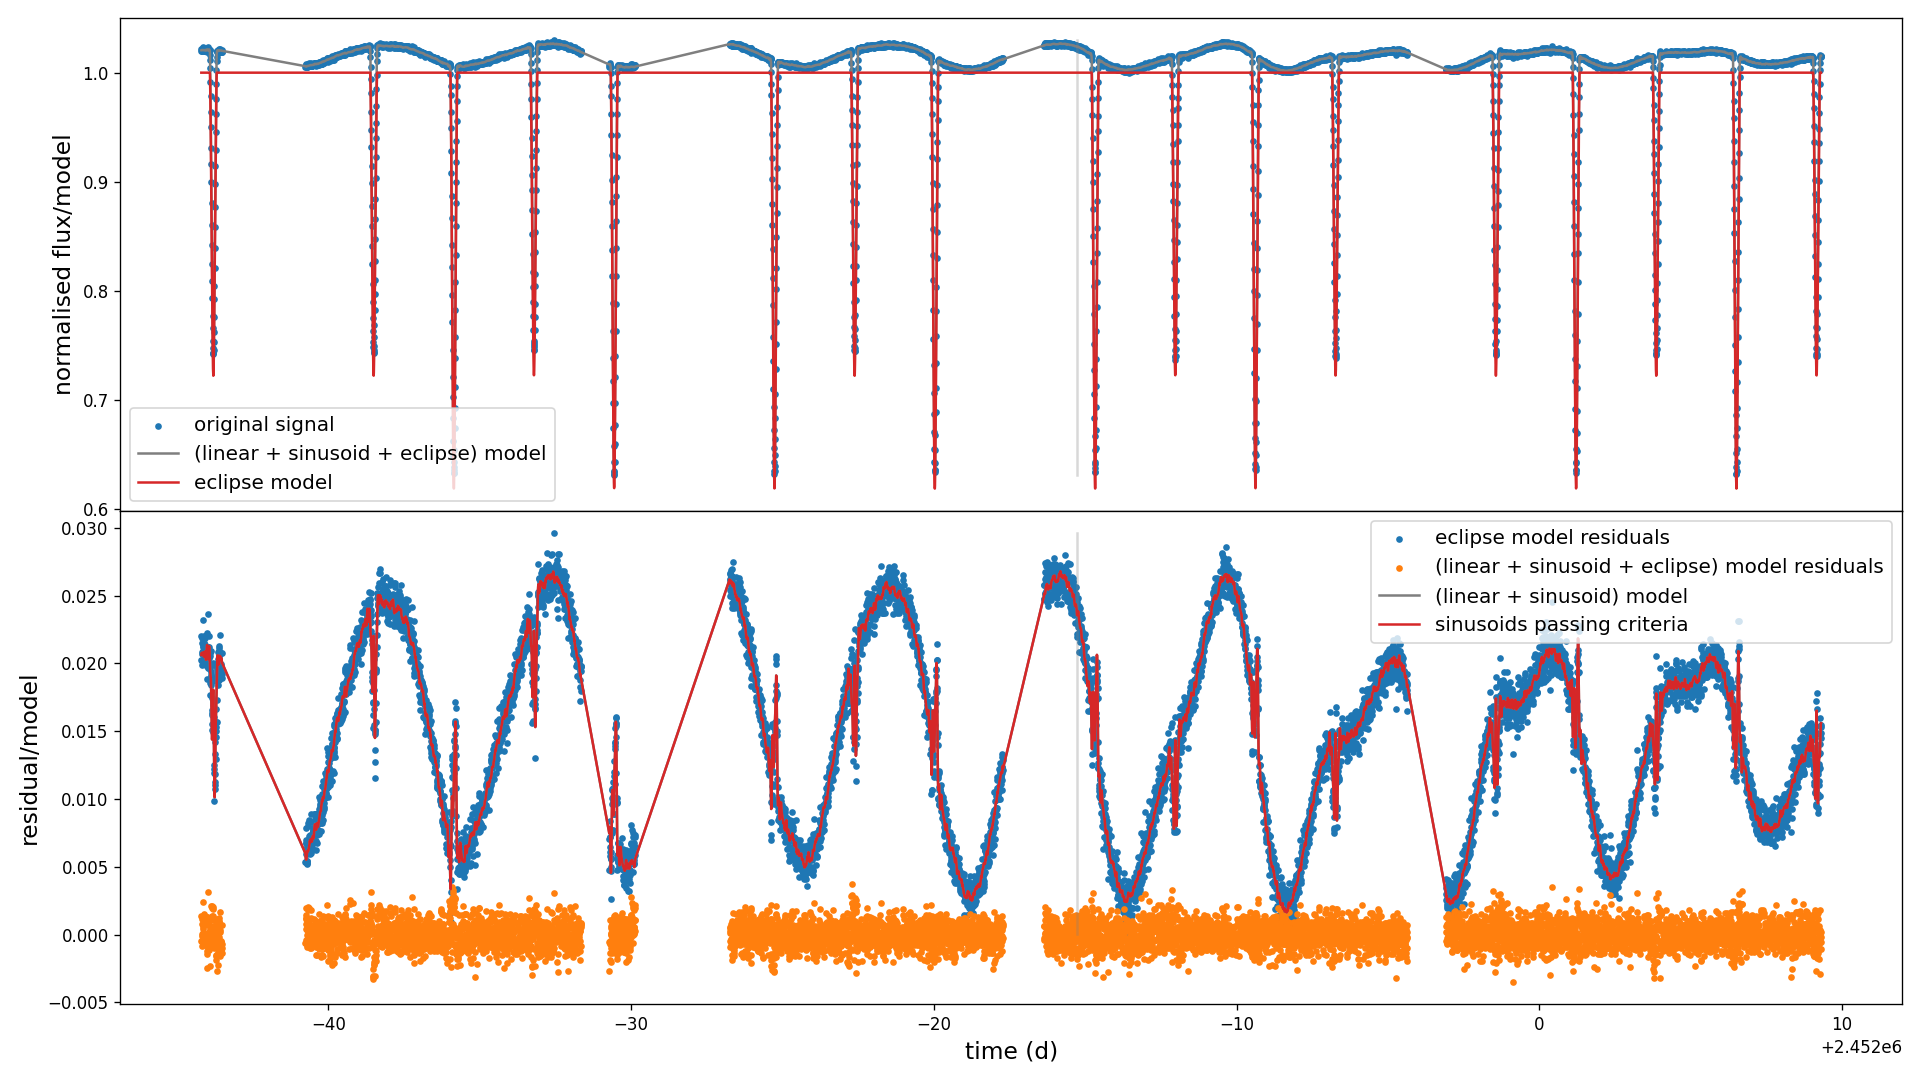 1.0
0.9
0.8
0.7
0.6
normalised flux/model
original signal
(linear + sinusoid + eclipse) model
eclipse model
0.030
0.025
0.020
0.015
0.010
0.005
0.000
−0.005
residual/model
eclipse model residuals
(linear + sinusoid + eclipse) model residuals
(linear + sinusoid) model
sinusoids passing criteria
−40
−30
−20
−10
0
10
time (d)
+2.452e6